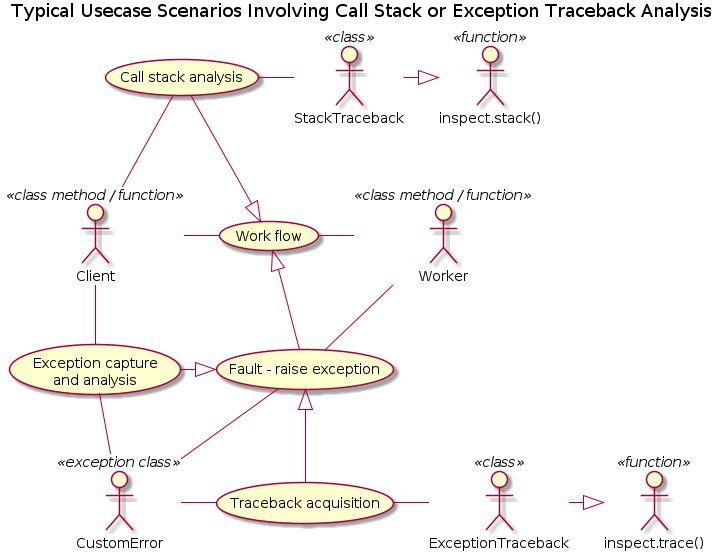 Typical Usecase Scenarios Involving Call Stack or Exception Traceback Analysis
«class»
«function»
Call stack analysis
StackTraceback
inspect.stack()
«class method / function»
«class method / function»
Work flow
Client
Worker
Exception capture
and analysis
Fault - raise exception
«exception class»
«class»
«function»
Traceback acquisition
CustomError
ExceptionTraceback
inspect.trace()